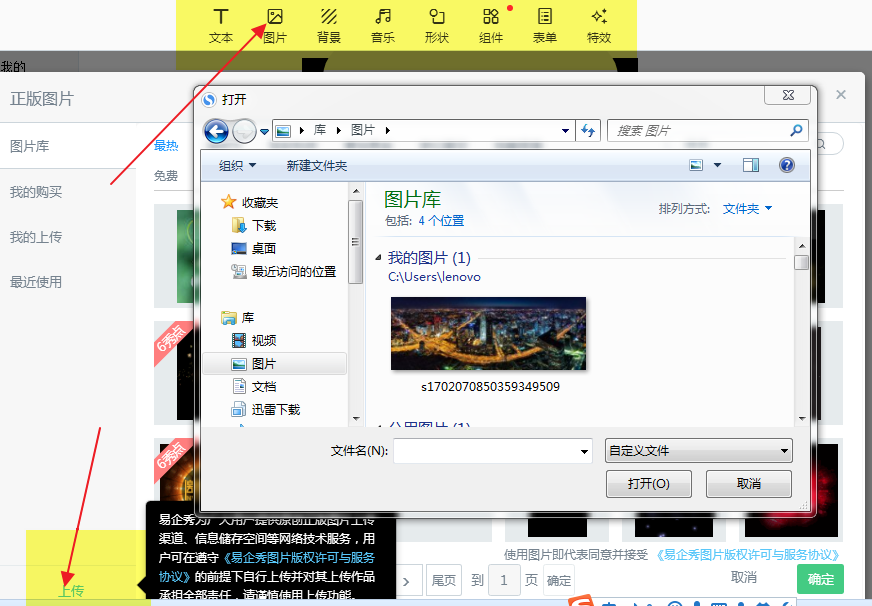 文本 图片 背景 音乐 形状 组件 表单 特效
我的
正版图片
图片库
我的购买
我的上传
最近使用
上传
最热
免费
6秀点
6秀点
打开
库 图片
搜索 图片
组织 新建文件夹
收藏夹
下载
桌面
最近访问的位置
库
视频
图片
文档
迅雷下载
图片库
包括: 4 个位置
排列方式: 文件夹
我的图片 (1)
C:\Users\lenovo
s1702070850359349509
公用图片 (1)
文件名(N):
自定义文件
打开(O) 取消
易企秀为广大用户提供原创正版图片上传
渠道、信息储存空间等网络技术服务，用
户可在遵守《易企秀图片版权许可与服务
协议》的前提下自行上传并对其上传作品
承担全部责任，请谨慎使用上传功能。
使用图片即代表同意并接受 《易企秀图片版权许可与服务协议》
尾页 到 1 页 确定
取消 确定